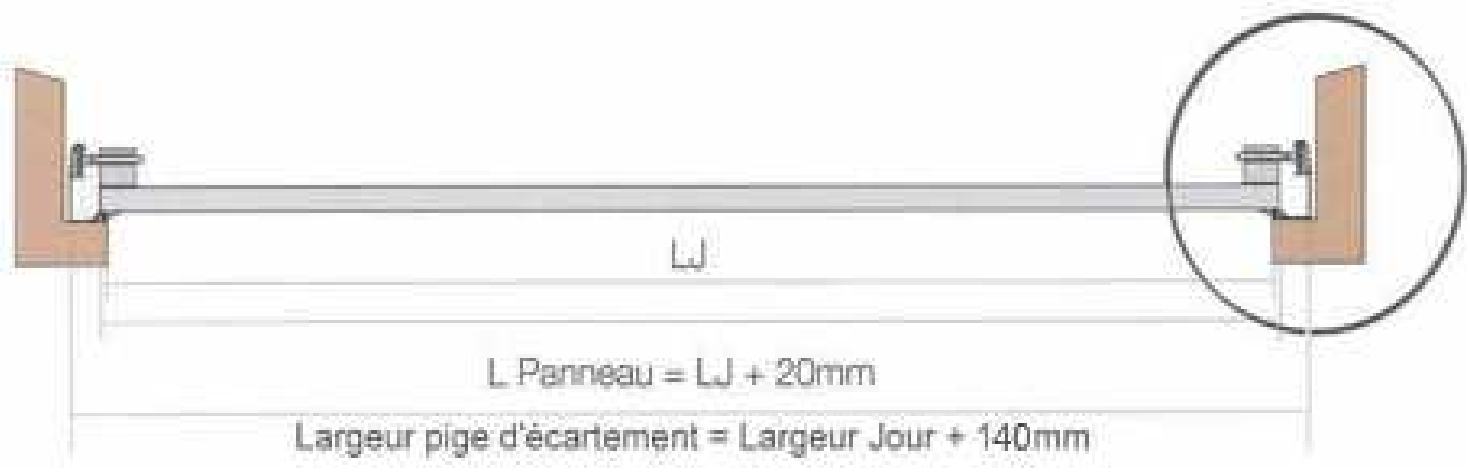 LJ
L Panneau = LJ + 20mm
Largeur pige d'écartement = Largeur Jour + 140mm